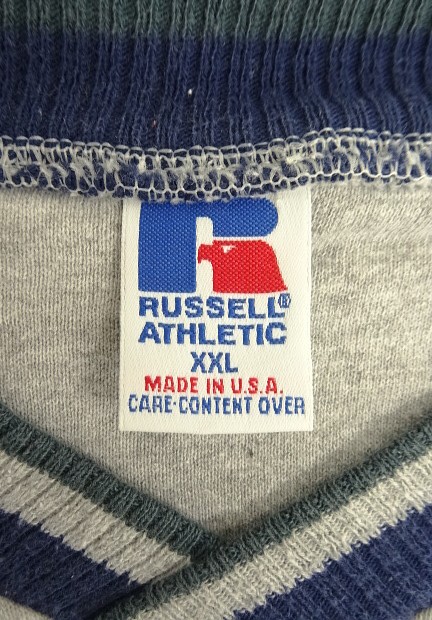 RUSSELL®
ATHLETIC
XXL
MADE IN U.S.A.
CARE-CONTENT OVER